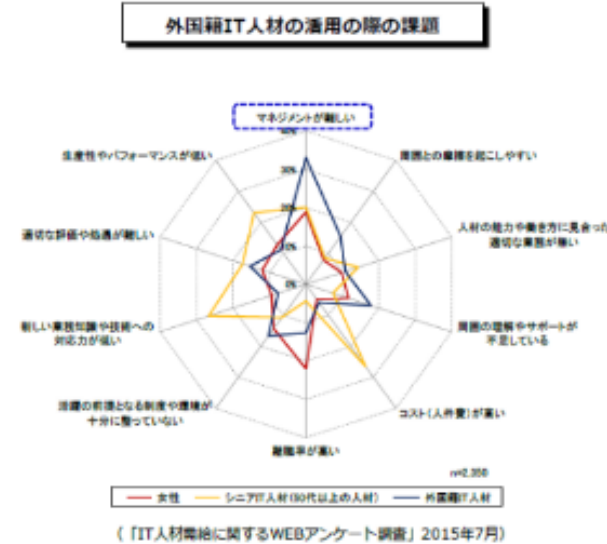 外国籍IT人材の活用の際の課題
マネジメントが難しい
40%
生産性やパフォーマンスが低い
周囲との摩擦を起こしやすい
30%
人材の能力や働き方に見合った
適切な業務が無い
適切な評価や処遇が難しい
20%
10%
0%
新しい業務知識や技術への
対応力が低い
周囲の理解やサポートが
不足している
活躍の前提となる制度や環境が
十分に整っていない
コスト(人件費)が高い
離職率が高い
女性
シニアIT人材(50代以上の人材)
外国籍IT人材
(「IT人材需給に関するWEBアンケート調査」2015年7月)